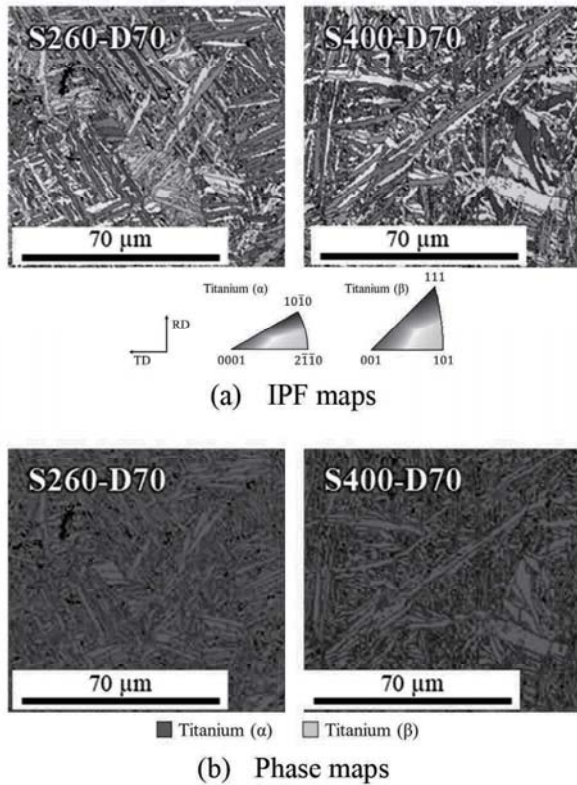 S260-D70 S400-D70
70 µm 70 µm
Titanium (α) Titanium (β)
RD
TD
101̄0
0001 21̄1̄0
111
001 101
(a) IPF maps
S260-D70 S400-D70
70 µm 70 µm
Titanium (α) Titanium (β)
(b) Phase maps